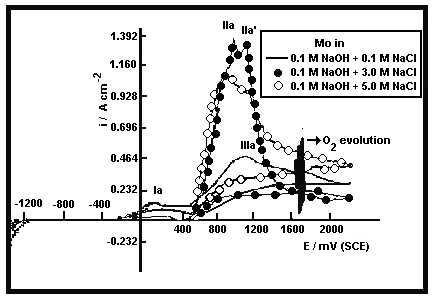 IIa
IIa'
1.392
Mo in
0.1 M NaOH + 0.1 M NaCl
0.1 M NaOH + 3.0 M NaCl
0.1 M NaOH + 5.0 M NaCl
1.160
0.928
0.696
0.464
0.232
-0.232
i / A cm-2
O2 evolution
IIIa
Ia
-1200
-800
-400
400
800
1200
1600
2000
E / mV (SCE)